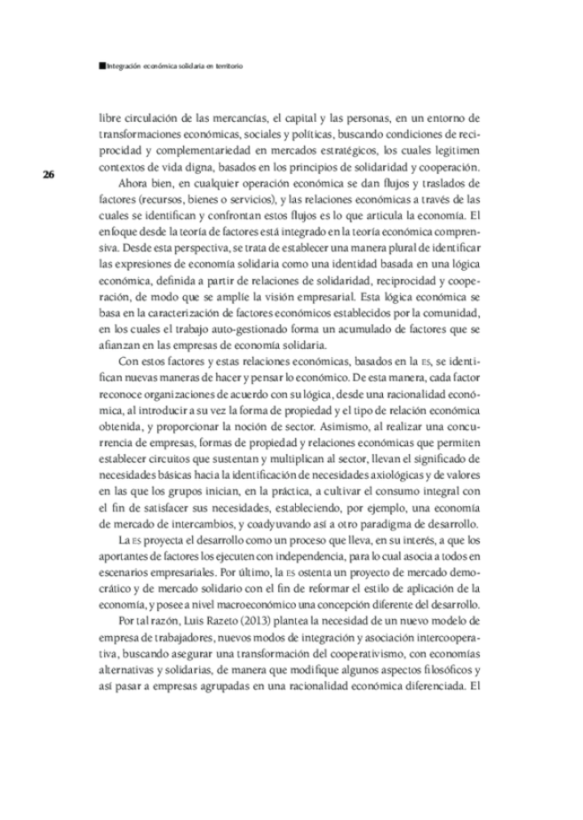 Integración económica solidaria en territorio
libre circulación de las mercancías, el capital y las personas, en un entorno de
transformaciones económicas, sociales y políticas, buscando condiciones de reci-
procidad y complementariedad en mercados estratégicos, los cuales legitimen
contextos de vida digna, basados en los principios de solidaridad y cooperación.
26
Ahora bien, en cualquier operación económica se dan flujos y traslados de
factores (recursos, bienes o servicios), y las relaciones económicas a través de las
cuales se identifican y confrontan estos flujos es lo que articula la economía. El
enfoque desde la teoría de factores está integrado en la teoría económica compren-
siva. Desde esta perspectiva, se trata de establecer una manera plural de identificar
las expresiones de economía solidaria como una identidad basada en una lógica
económica, definida a partir de relaciones de solidaridad, reciprocidad y coope-
ración, de modo que se amplíe la visión empresarial. Esta lógica económica se
basa en la caracterización de factores económicos establecidos por la comunidad,
en los cuales el trabajo auto-gestionado forma un acumulado de factores que se
afianzan en las empresas de economía solidaria.
Con estos factores y estas relaciones económicas, basados en la ES, se identi-
fican nuevas maneras de hacer y pensar lo económico. De esta manera, cada factor
reconoce organizaciones de acuerdo con su lógica, desde una racionalidad econó-
mica, al introducir a su vez la forma de propiedad y el tipo de relación económica
obtenida, y proporcionar la noción de sector. Asimismo, al realizar una concu-
rrencia de empresas, formas de propiedad y relaciones económicas que permiten
establecer circuitos que sustentan y multiplican al sector, llevan el significado de
necesidades básicas hacia la identificación de necesidades axiológicas y de valores
en las que los grupos inician, en la práctica, a cultivar el consumo integral con
el fin de satisfacer sus necesidades, estableciendo, por ejemplo, una economía
de mercado de intercambios, y coadyuvando así a otro paradigma de desarrollo.
La ES proyecta el desarrollo como un proceso que lleva, en su interés, a que los
aportantes de factores los ejecuten con independencia, para lo cual asocia a todos en
escenarios empresariales. Por último, la ES ostenta un proyecto de mercado demo-
crático y de mercado solidario con el fin de reformar el estilo de aplicación de la
economía, y posee a nivel macroeconómico una concepción diferente del desarrollo.
Por tal razón, Luis Razeto (2013) plantea la necesidad de un nuevo modelo de
empresa de trabajadores, nuevos modos de integración y asociación intercoopera-
tiva, buscando asegurar una transformación del cooperativismo, con economías
alternativas y solidarias, de manera que modifique algunos aspectos filosóficos y
así pasar a empresas agrupadas en una racionalidad económica diferenciada. El